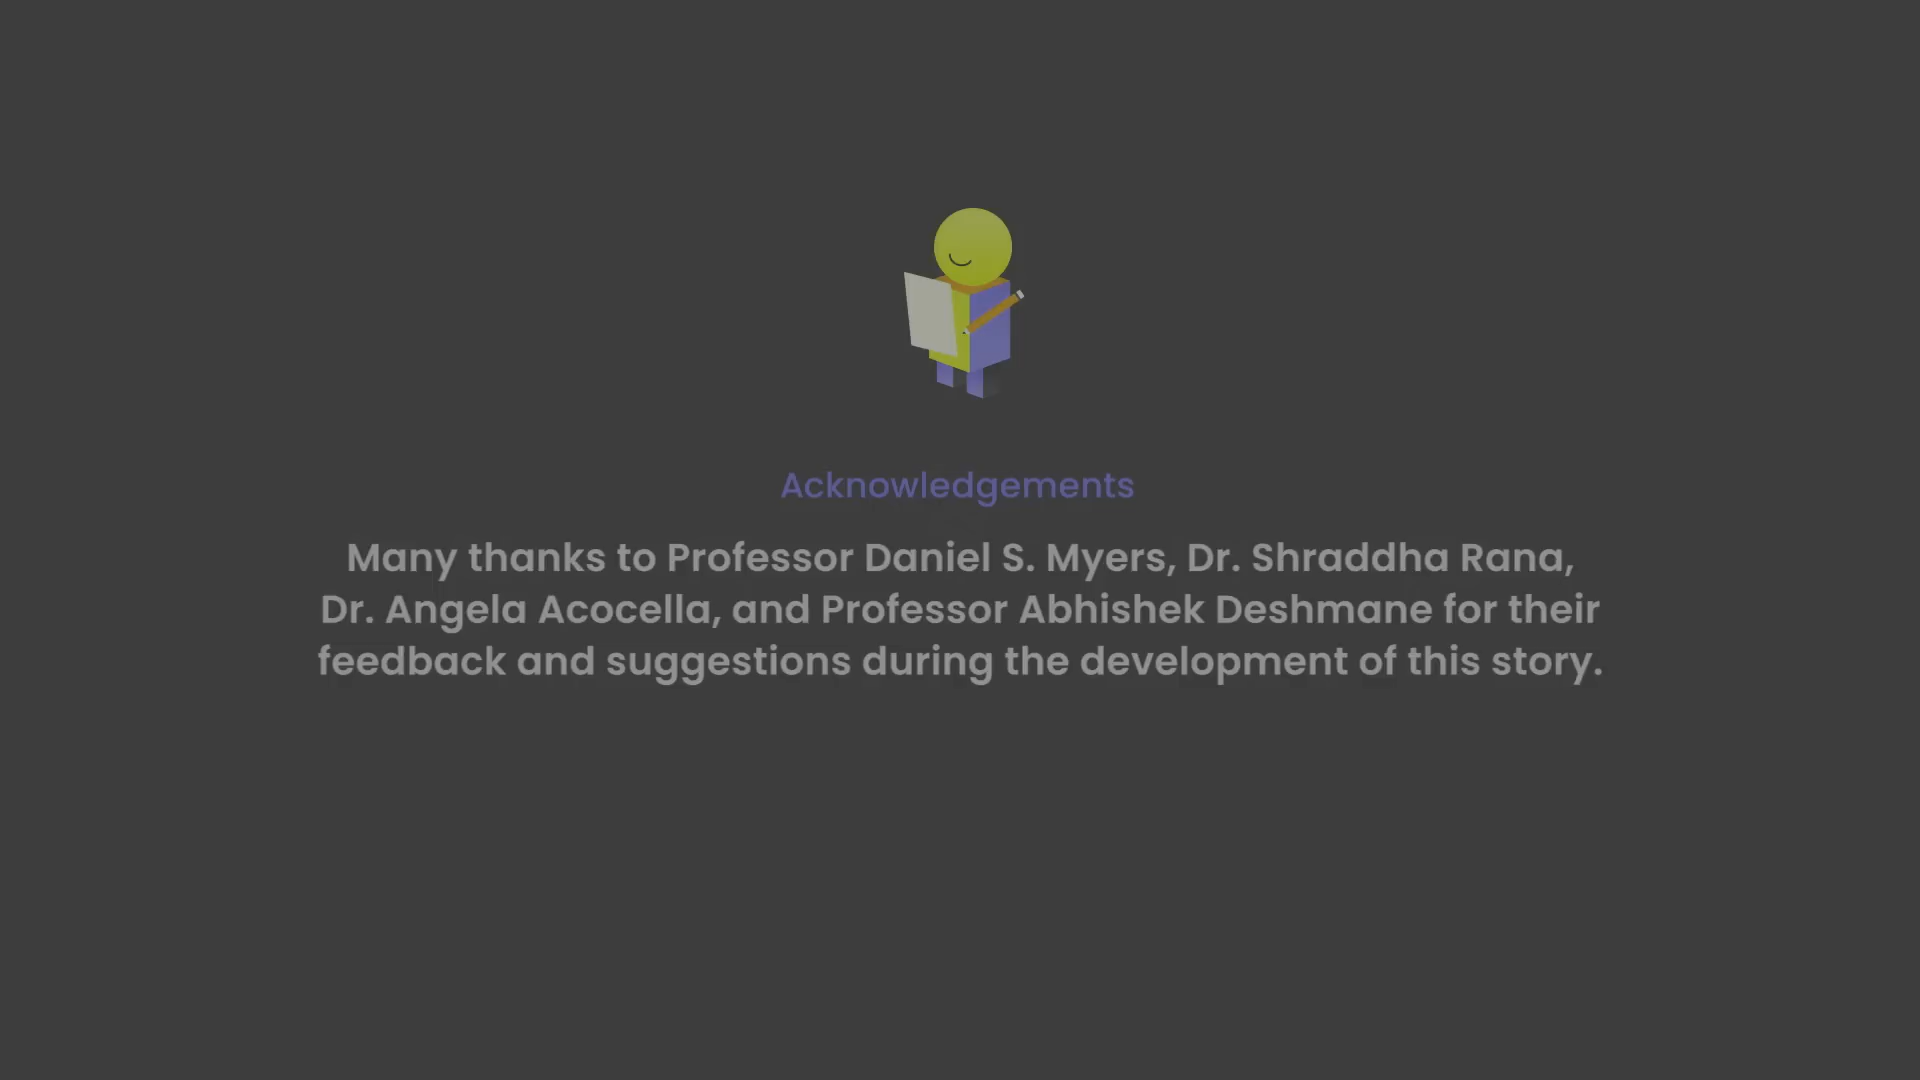 Acknowledgements
Many thanks to Professor Daniel S. Myers, Dr. Shraddha Rana,
Dr. Angela Acocella, and Professor Abhishek Deshmane for their
feedback and suggestions during the development of this story.